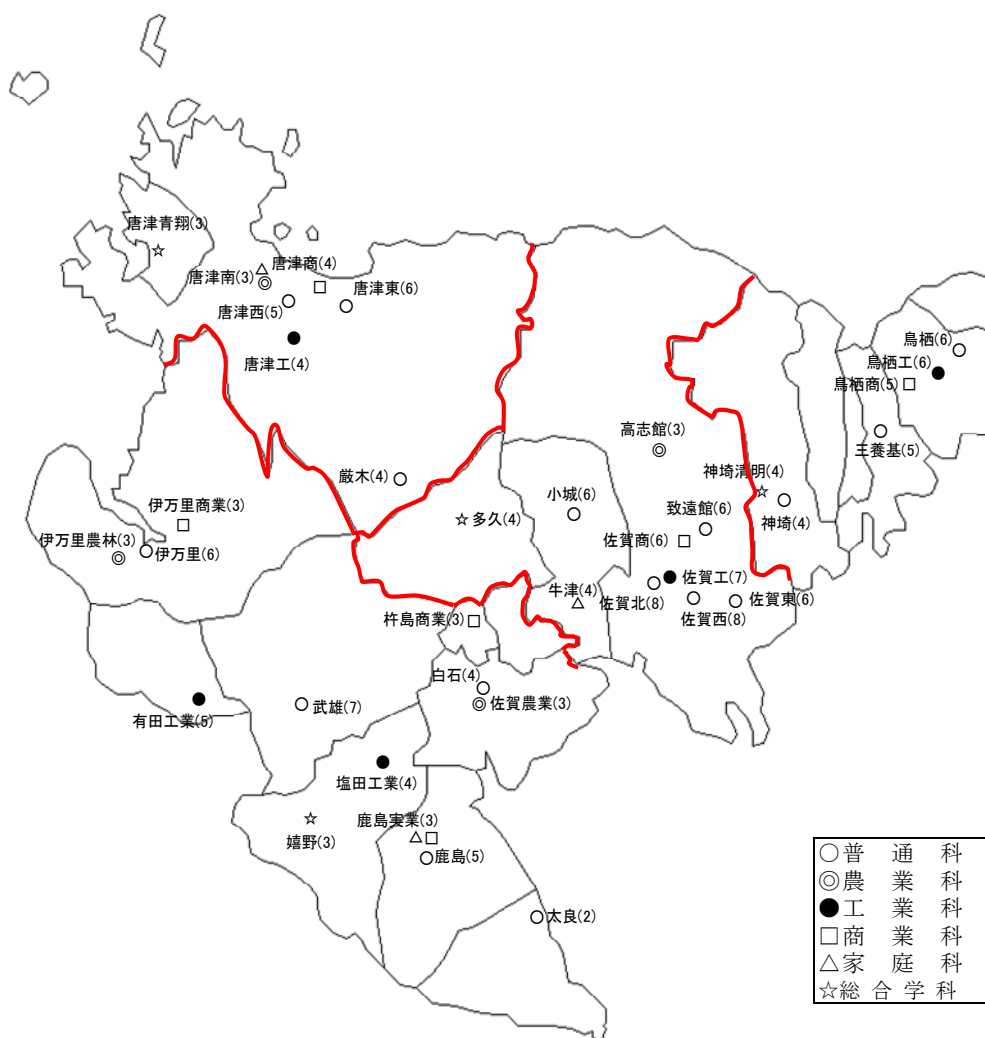 唐津青翔(3)
唐津商(4)
唐津南(3)
唐津東(6)
唐津西(5)
唐津工(4)
鳥栖(6)
鳥栖工(6)
鳥栖商(5)
高志館(3)
三養基(5)
厳木(4)
神埼清明(4)
小城(6)
伊万里商業(3)
致遠館(6)
多久(4)
神埼(4)
佐賀商(6)
伊万里農林(3)
伊万里(6)
佐賀工(7)
牛津(4)
佐賀北(8)
佐賀東(6)
杵島商業(3)
佐賀西(8)
白石(4)
佐賀農業(3)
武雄(7)
有田工業(5)
塩田工業(4)
鹿島実業(3)
嬉野(3)
鹿島(5)
太良(2)
○普通科
◎農業科
●工業科
□商業科
△家庭科
☆総合学科